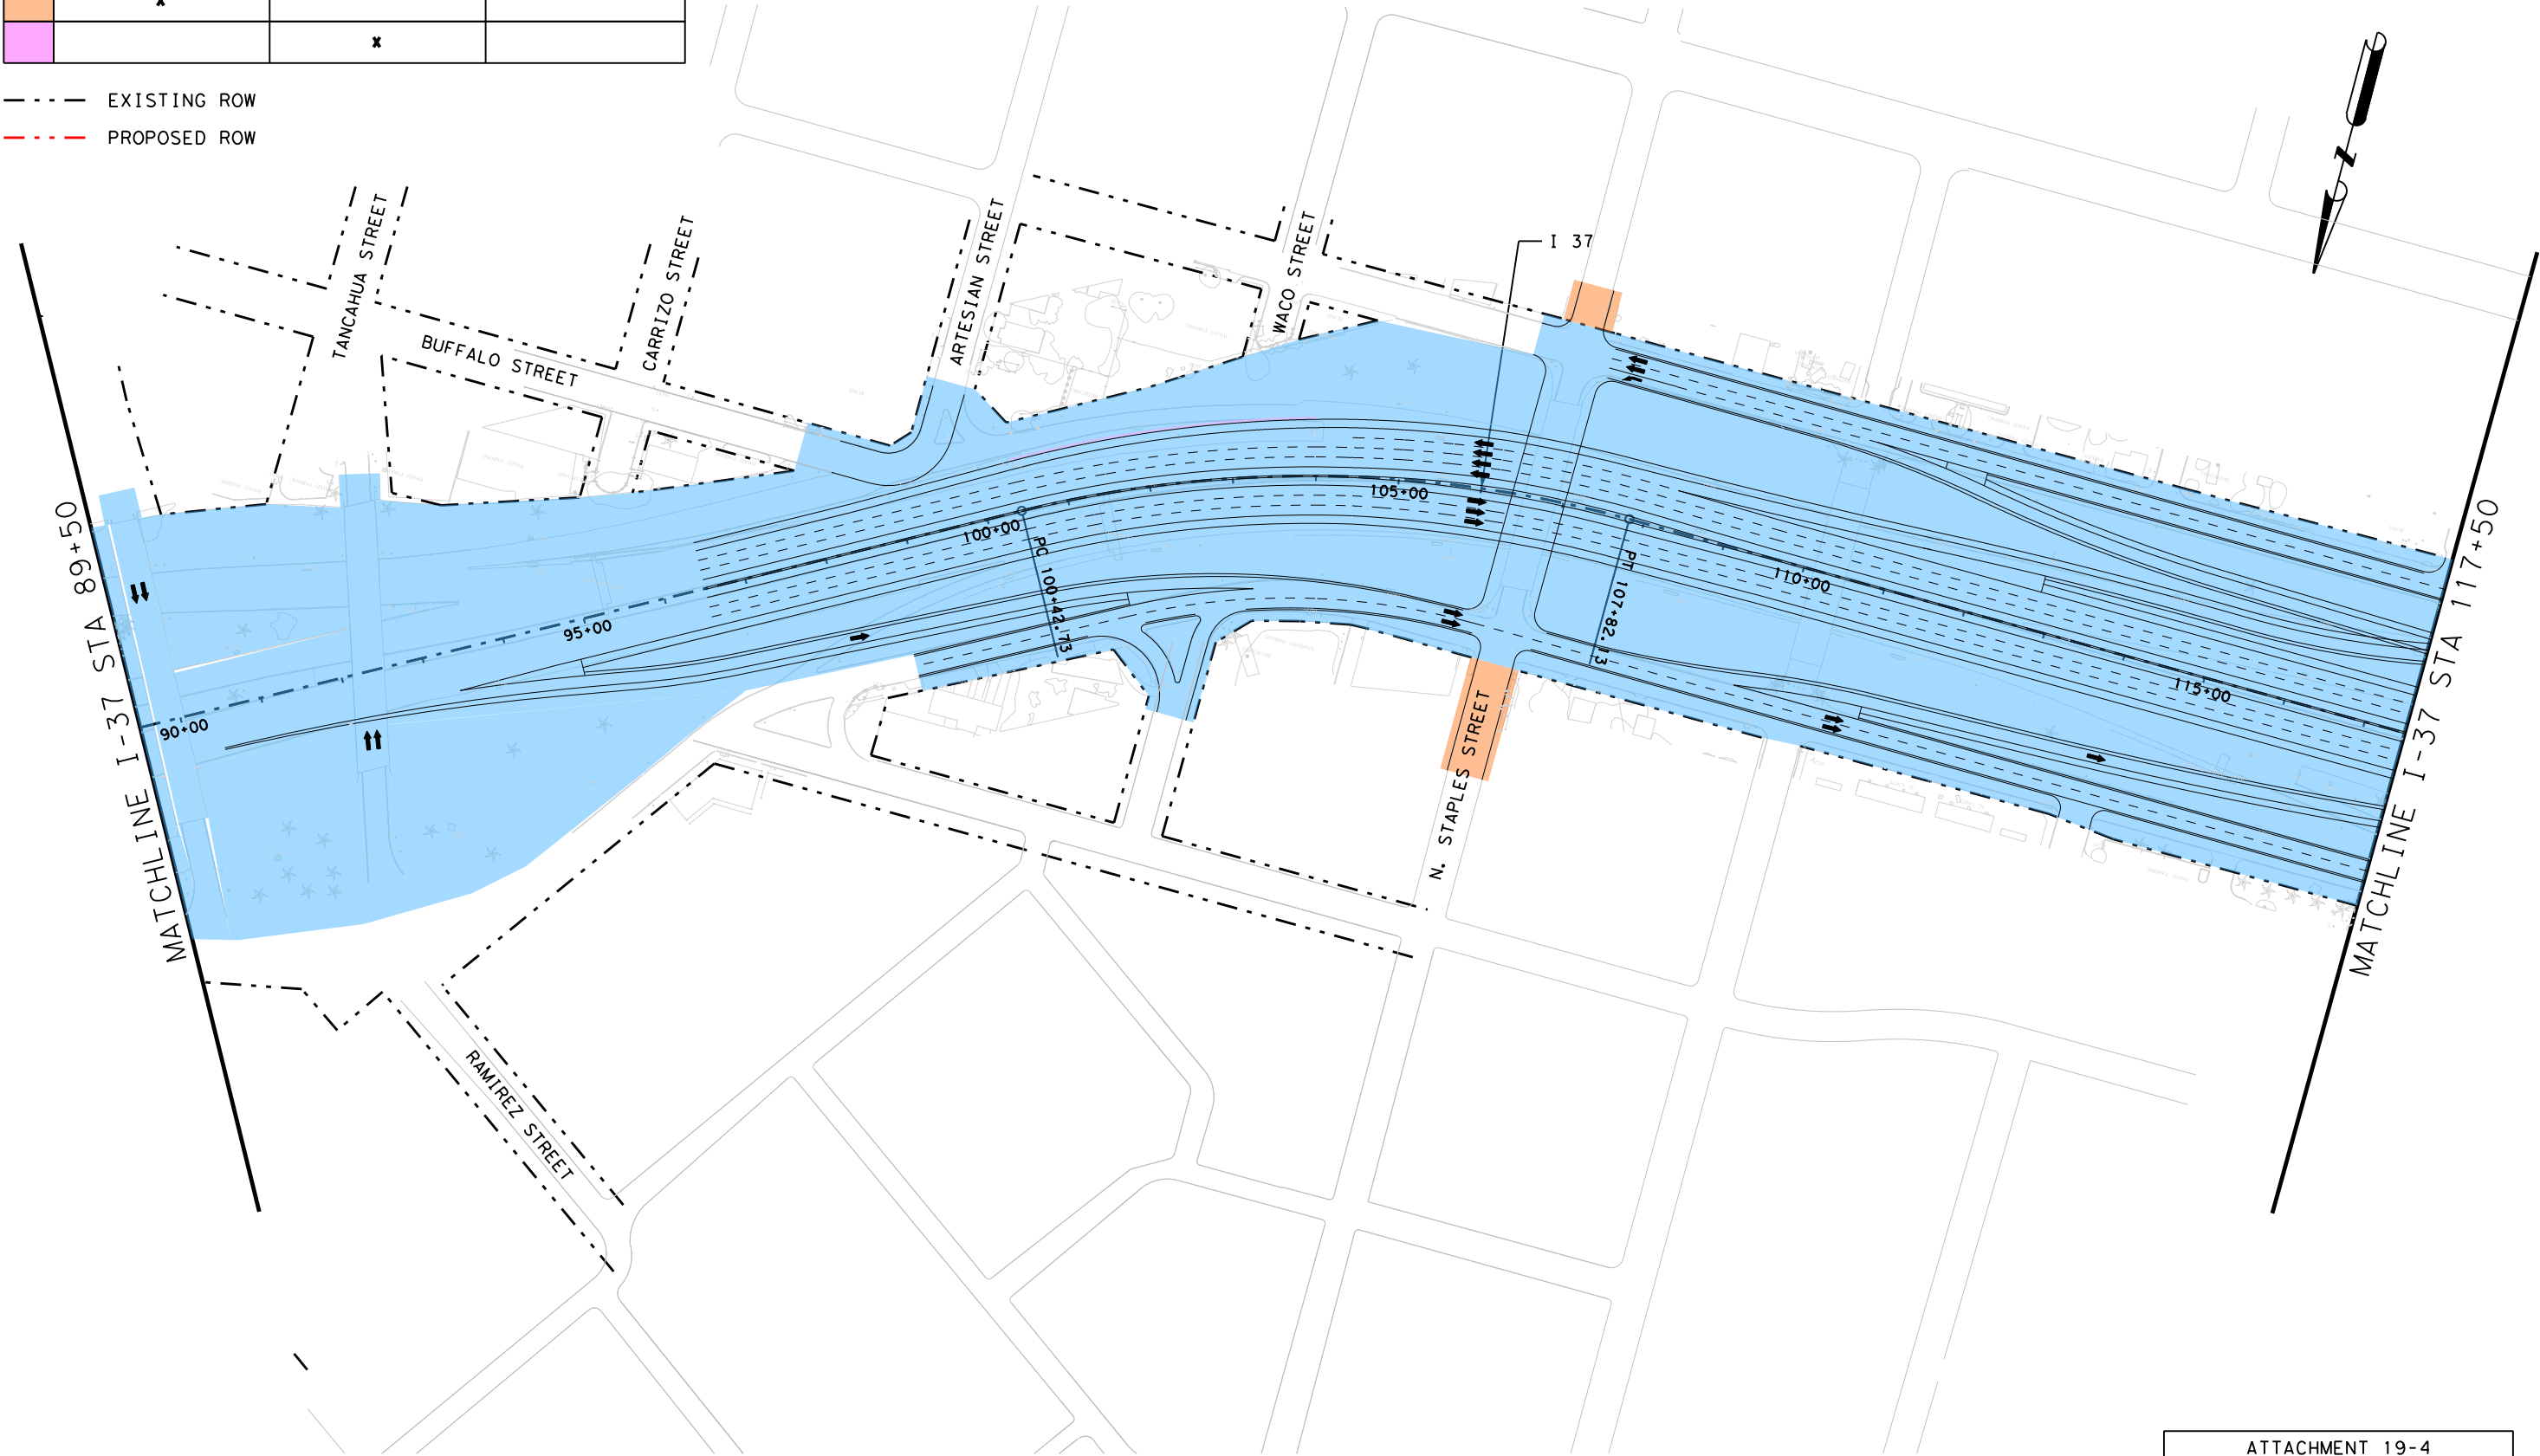 x
x
EXISTING ROW
PROPOSED ROW
N
TANCAHUA STREET
CARRIZO STREET
ARTESIAN STREET
WACO STREET
I 37
BUFFALO STREET
MATCHLINE I-37 STA 89+50
90+00
95+00
100+00
PC 100+42.73
105+00
PT 107+82.13
110+00
115+00
MATCHLINE I-37 STA 117+50
N. STAPLES STREET
RAMIREZ STREET
ATTACHMENT 19-4